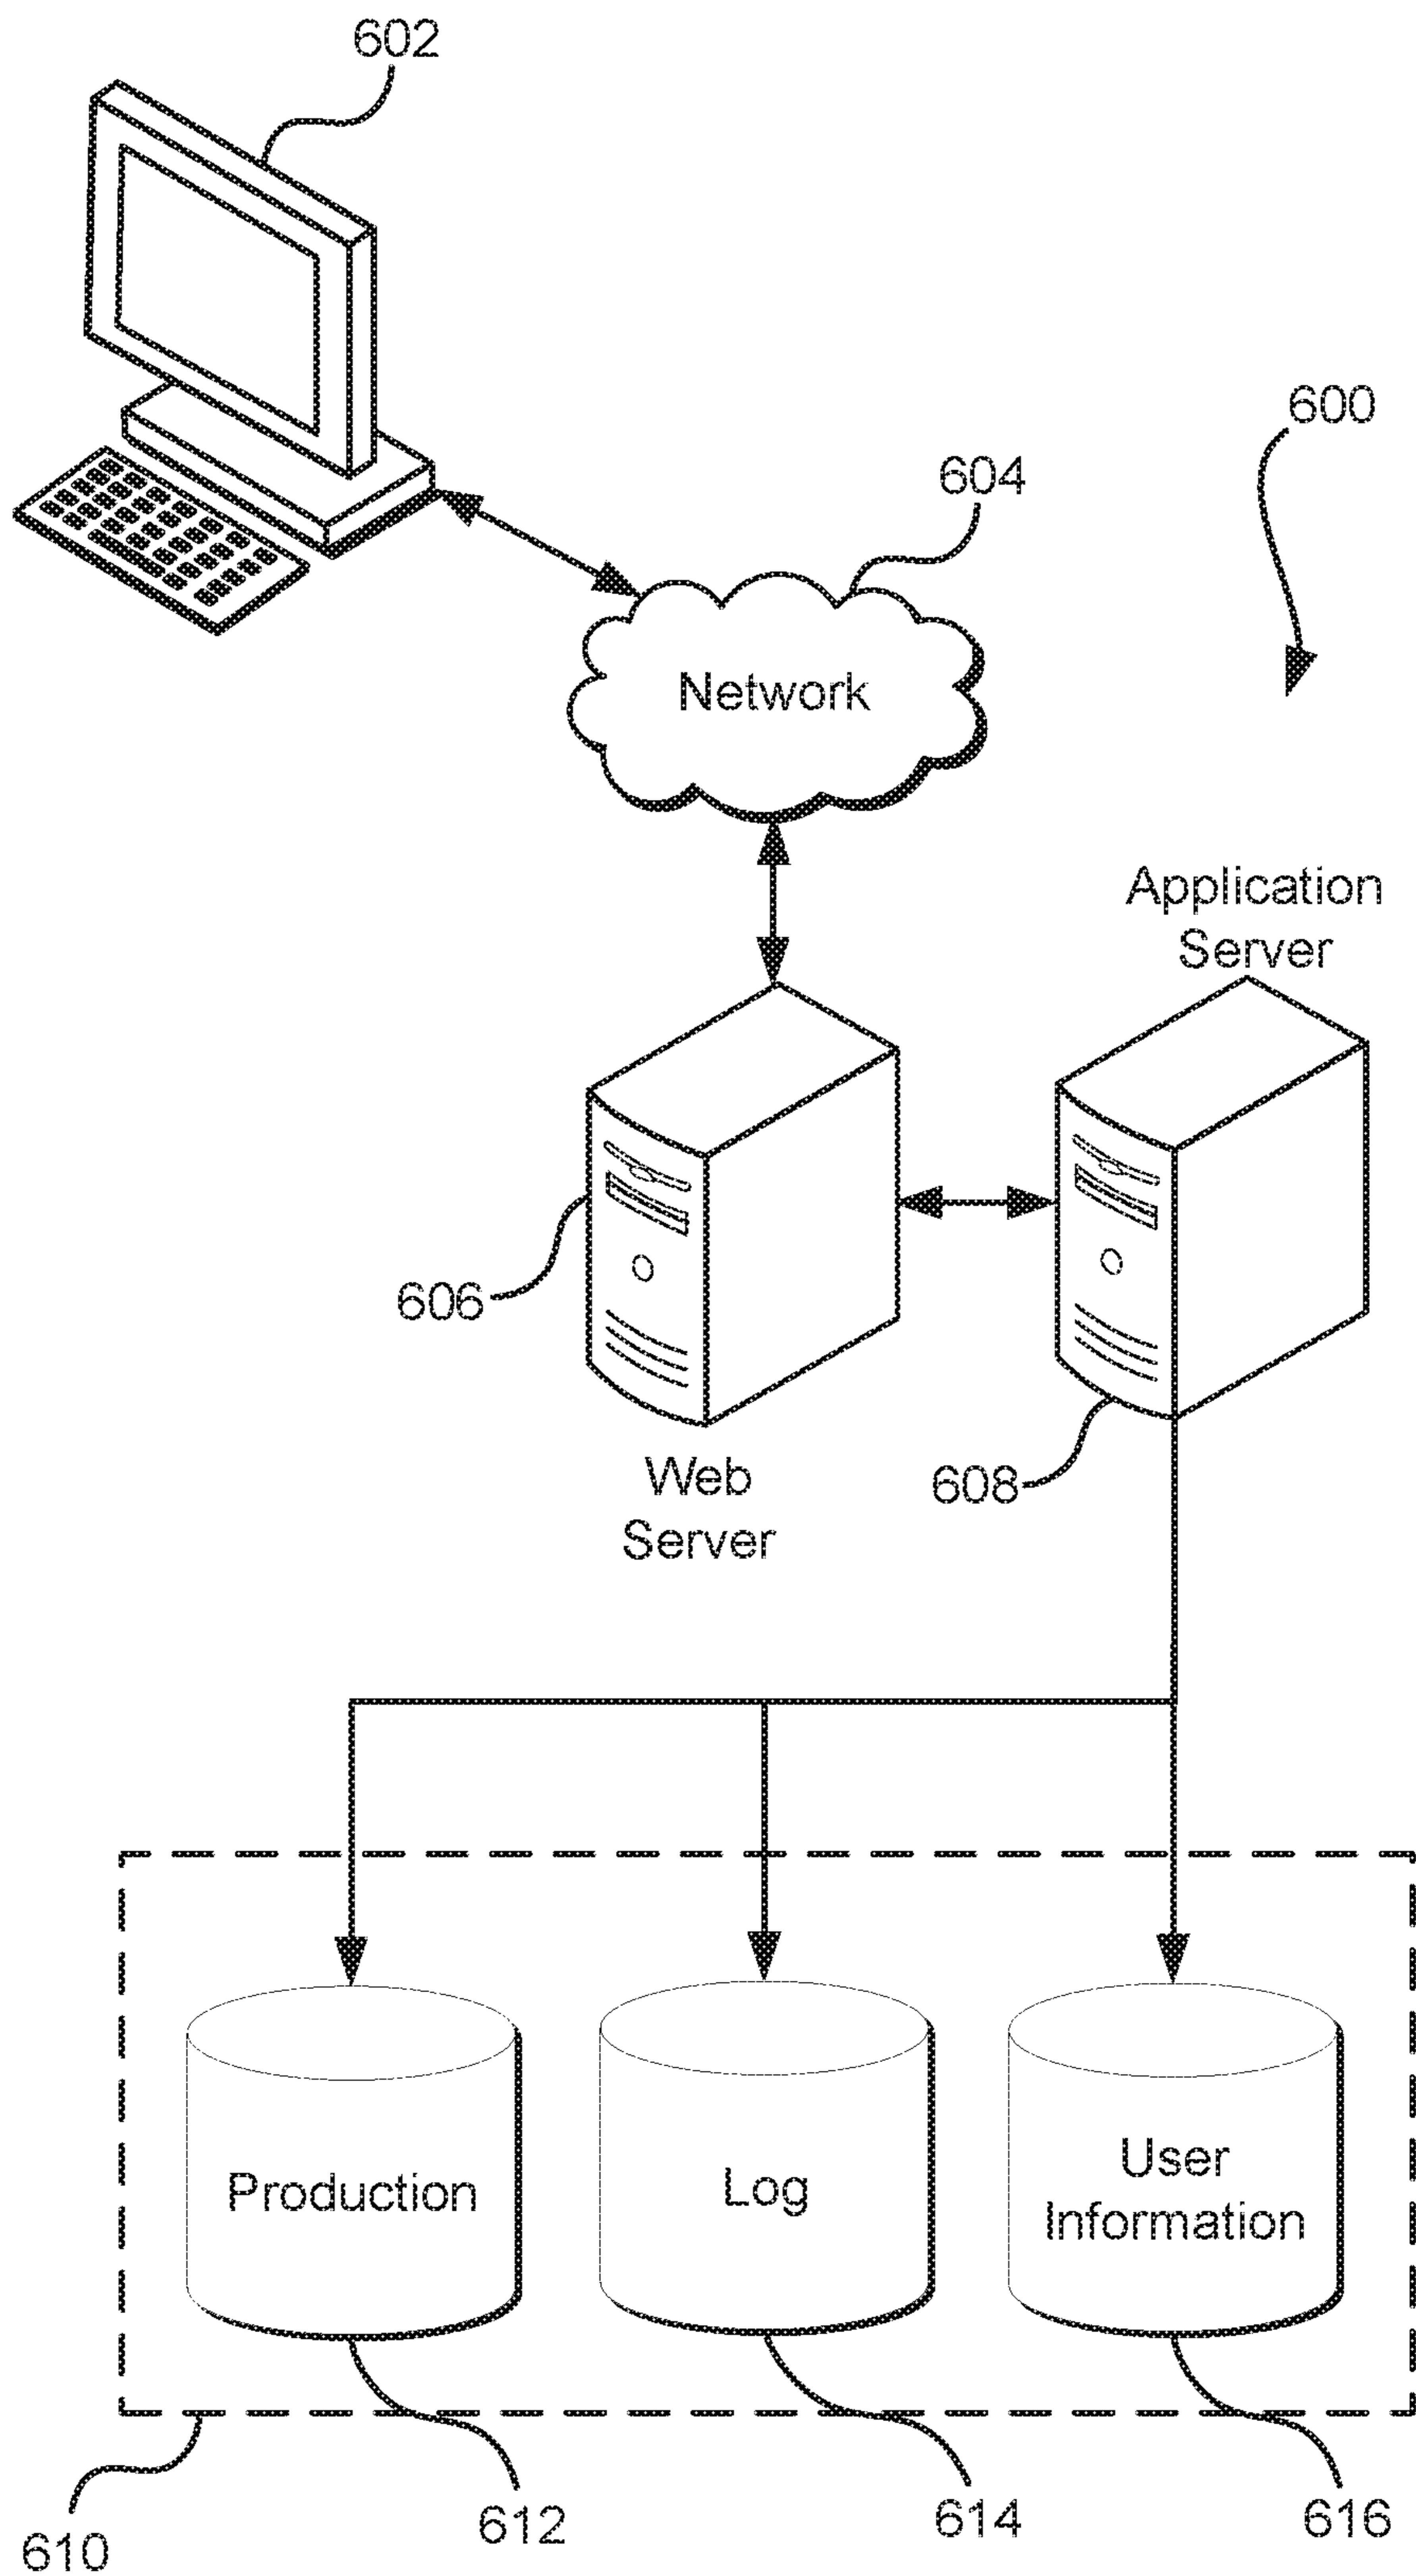 602
600
604
Network
Application
Server
606
608
Web
Server
Production
Log
User
Information
610
612
614
616